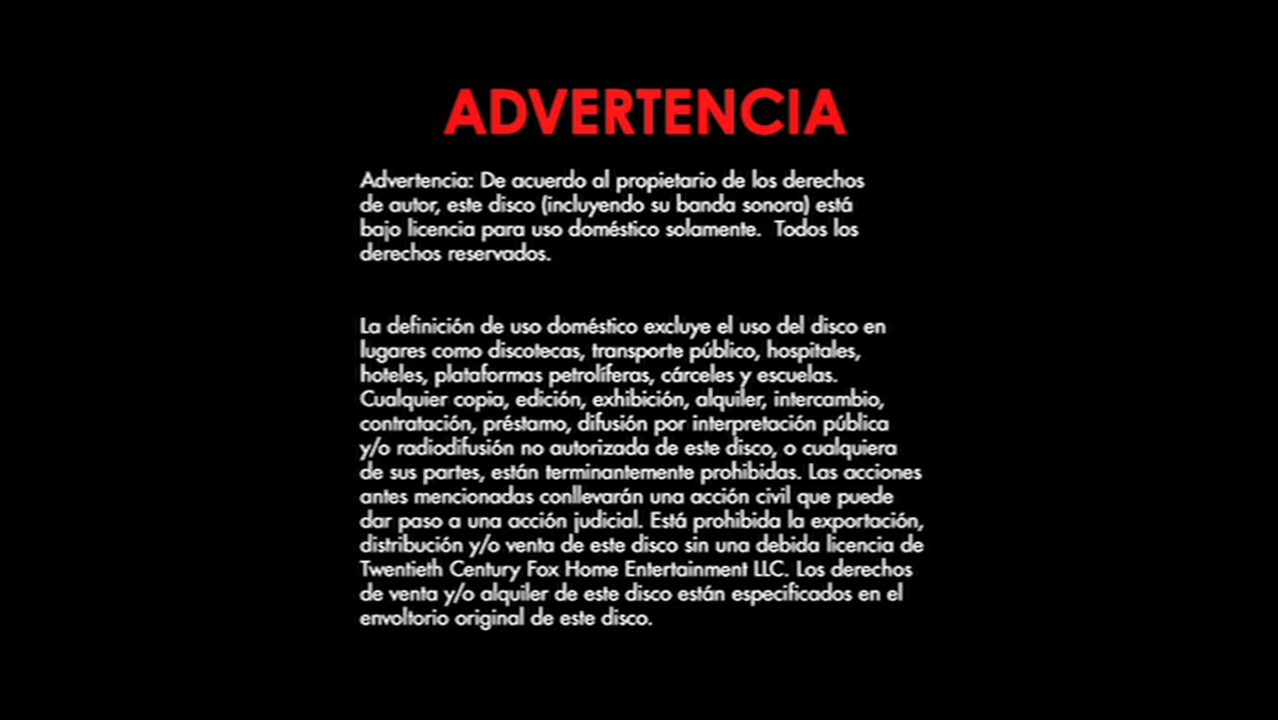 ADVERTENCIA
Advertencia: De acuerdo al propietario de los derechos
de autor, este disco (incluyendo su banda sonora) está
bajo licencia para uso doméstico solamente.  Todos los
derechos reservados.
La definición de uso doméstico excluye el uso del disco en
lugares como discotecas, transporte público, hospitales,
hoteles, plataformas petrolíferas, cárceles y escuelas.
Cualquier copia, edición, exhibición, alquiler, intercambio,
contratación, préstamo, difusión por interpretación pública
y/o radiodifusión no autorizada de este disco, o cualquiera
de sus partes, están terminantemente prohibidas. Las acciones
antes mencionadas conllevarán una acción civil que puede
dar paso a una acción judicial. Está prohibida la exportación,
distribución y/o venta de este disco sin una debida licencia de
Twentieth Century Fox Home Entertainment LLC. Los derechos
de venta y/o alquiler de este disco están especificados en el
envoltorio original de este disco.